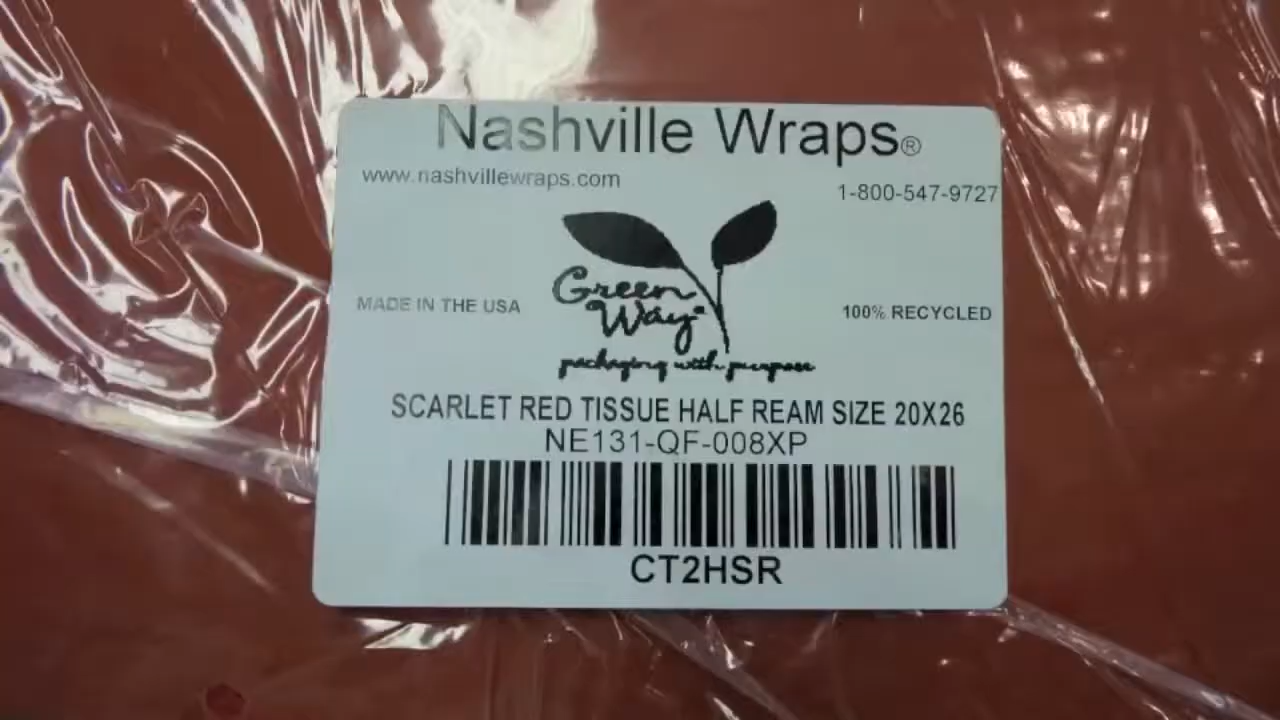 Nashville Wraps®
www.nashvillewraps.com
1-800-547-9727
Green
Way
MADE IN THE USA
100% RECYCLED
packaging with purpose
SCARLET RED TISSUE HALF REAM SIZE 20X26
NE131-QF-008XP
CT2HSR